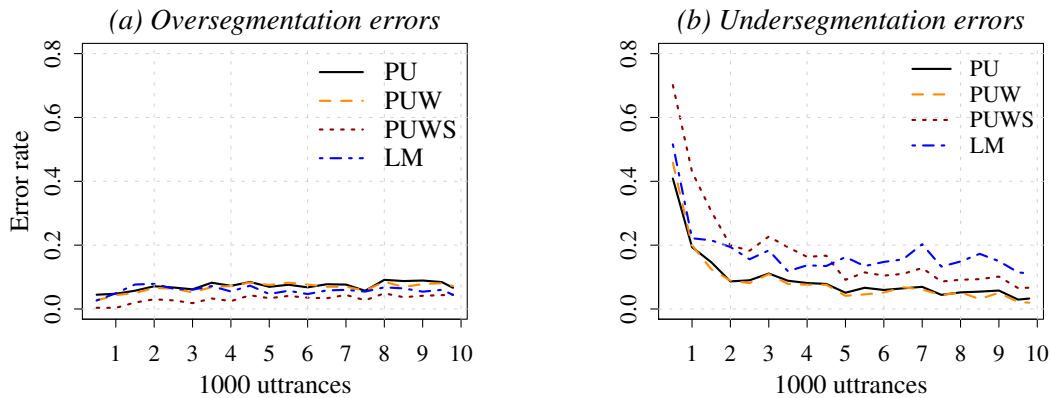 (a) Oversegmentation errors
0.8
0.6
0.4
0.2
0.0
Error rate
PU
PUW
PUWS
LM
1 2 3 4 5 6 7 8 9 10
1000 uttrances
(b) Undersegmentation errors
0.8
0.6
0.4
0.2
0.0
PU
PUW
PUWS
LM
1 2 3 4 5 6 7 8 9 10
1000 uttrances